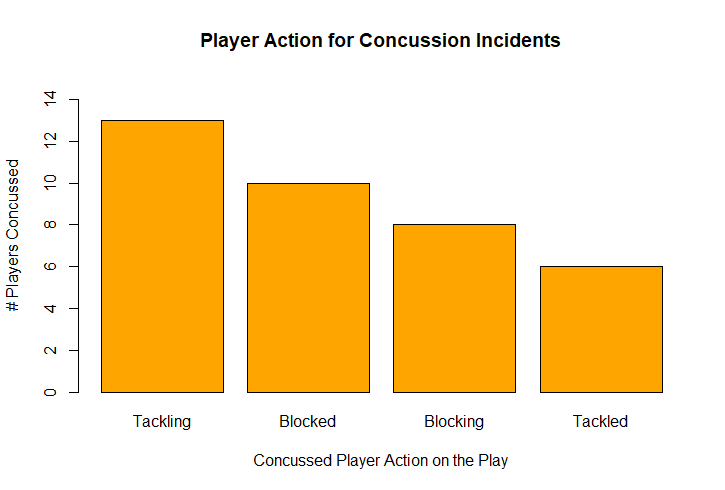 Player Action for Concussion Incidents
# Players Concussed
14
12
10
8
6
4
2
0
Tackling Blocked Blocking Tackled
Concussed Player Action on the Play